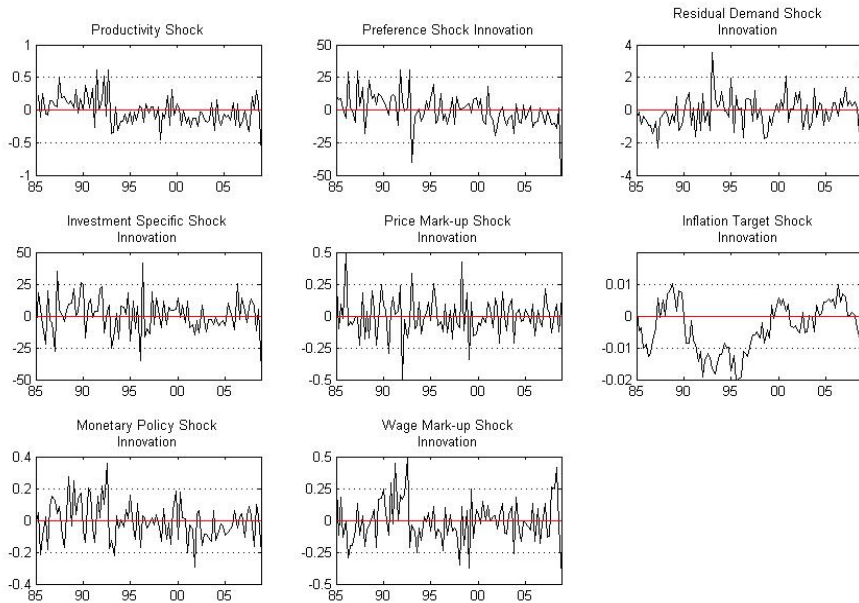 Productivity Shock
1
0.5
0
-0.5
-1
85 90 95 00 05
Preference Shock Innovation
50
25
0
-25
-50
85 90 95 00 05
Residual Demand Shock
Innovation
4
2
0
-2
-4
85 90 95 00 05
Investment Specific Shock
Innovation
50
25
0
-25
-50
85 90 95 00 05
Price Mark-up Shock
Innovation
0.5
0.25
0
-0.25
-0.5
85 90 95 00 05
Inflation Target Shock
Innovation
0.01
0
-0.01
-0.02
85 90 95 00 05
Monetary Policy Shock
Innovation
0.4
0.2
0
-0.2
-0.4
85 90 95 00 05
Wage Mark-up Shock
Innovation
0.5
0.25
0
-0.25
-0.5
85 90 95 00 05